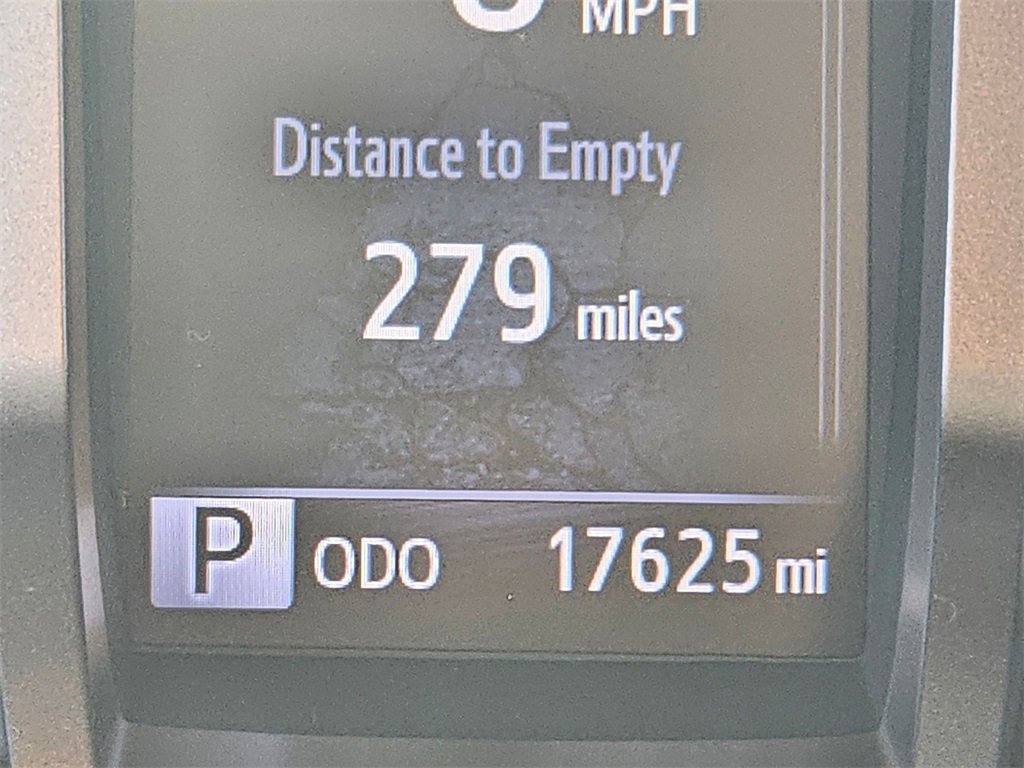 MPH
Distance to Empty
279 miles
P ODO 17625 mi